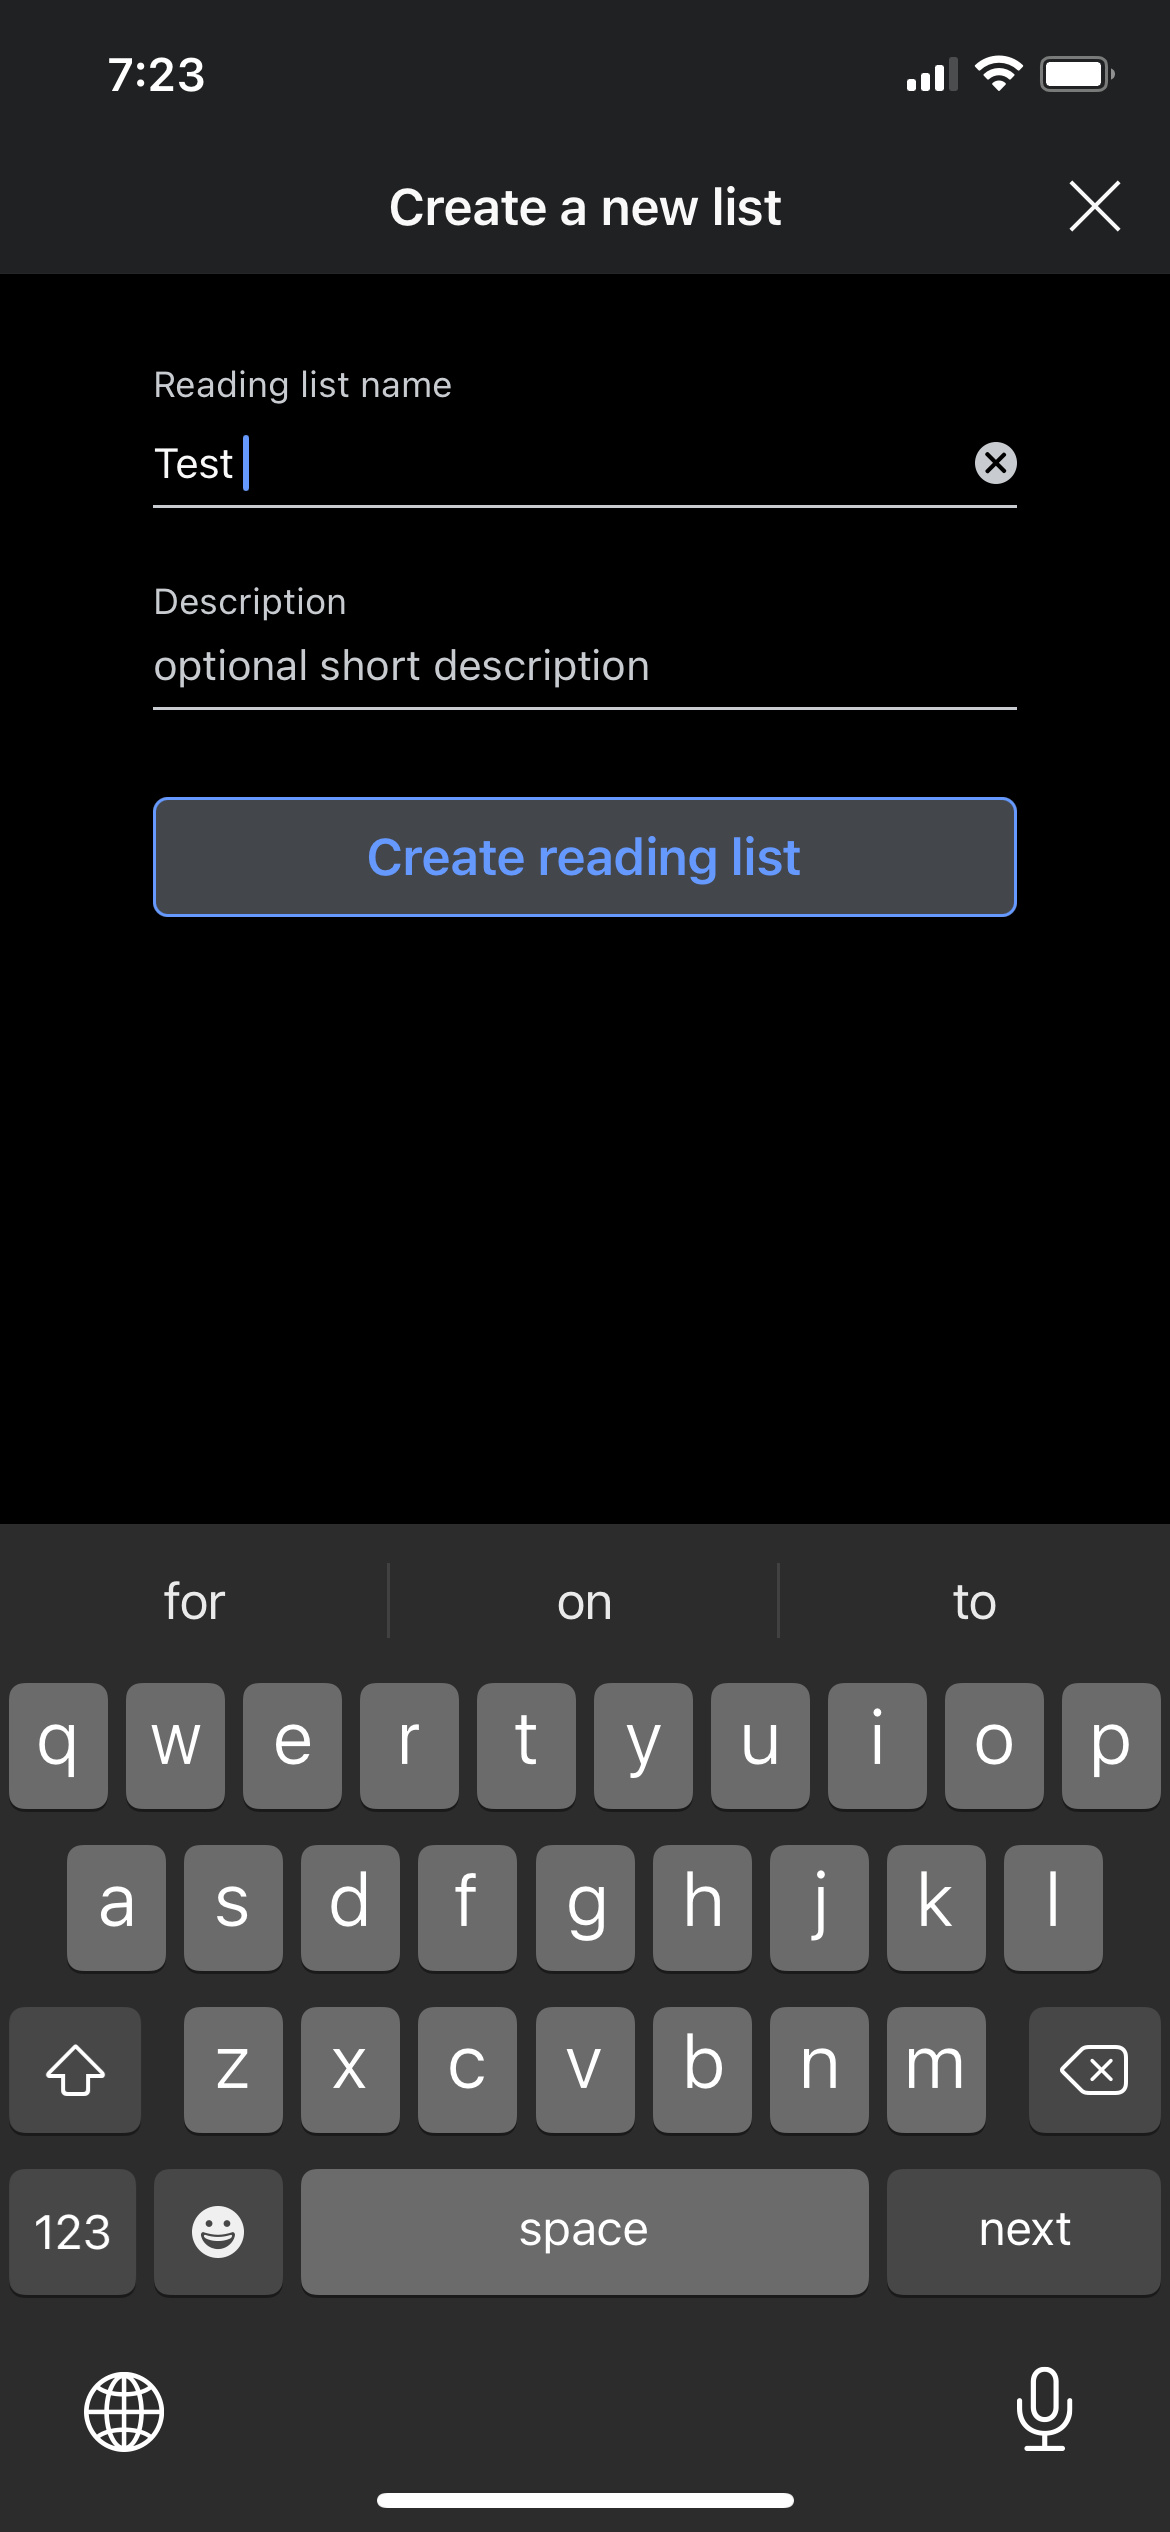 7:23
Create a new list
Reading list name
Test
Description
optional short description
Create reading list
for on to
q w e r t y u i o p
a s d f g h j k l
z x c v b n m
123 space next